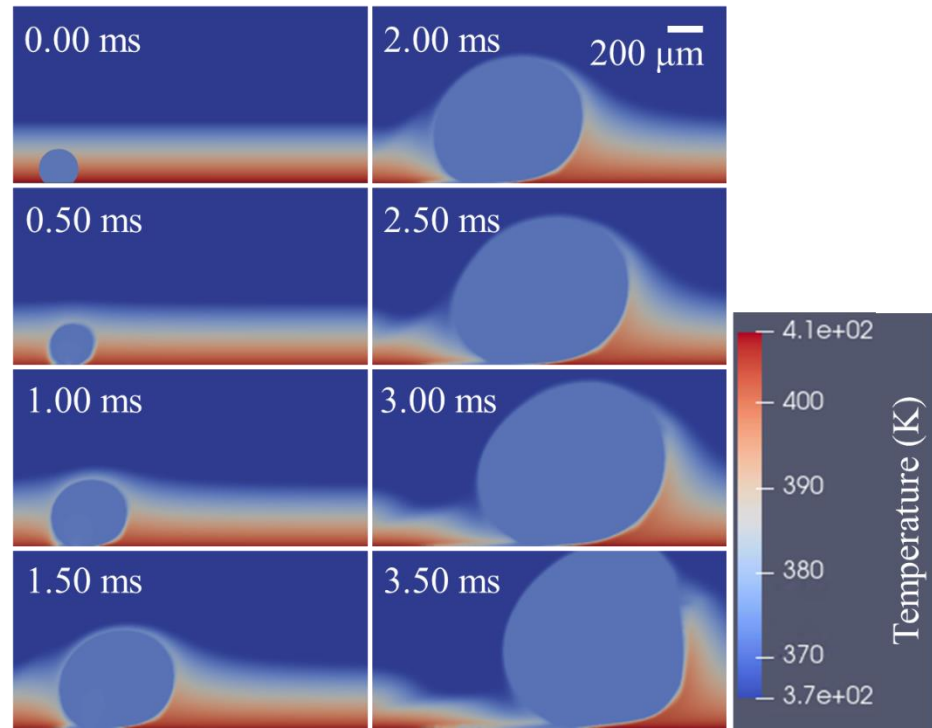 0.00 ms
2.00 ms
200 μm
0.50 ms
2.50 ms
1.00 ms
3.00 ms
1.50 ms
3.50 ms
4.1e+02
400
390
380
370
3.7e+02
Temperature (K)